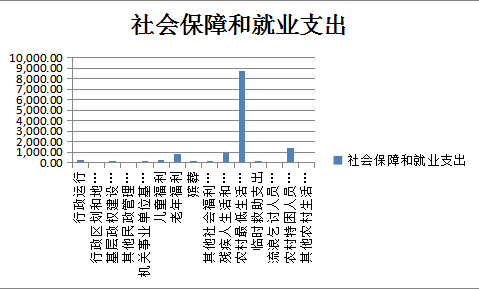 社会保障和就业支出
10,000.00
9,000.00
8,000.00
7,000.00
6,000.00
5,000.00
4,000.00
3,000.00
2,000.00
1,000.00
0.00
社会保障和就业支出
行政运行
行政区划和地…
基层政权建设…
其他民政管理…
机关事业单位基…
儿童福利
老年福利
殡葬
其他社会福利…
残疾人生活和…
农村最低生活…
临时救助支出
流浪乞讨人员…
农村特困人员…
其他农村生活…